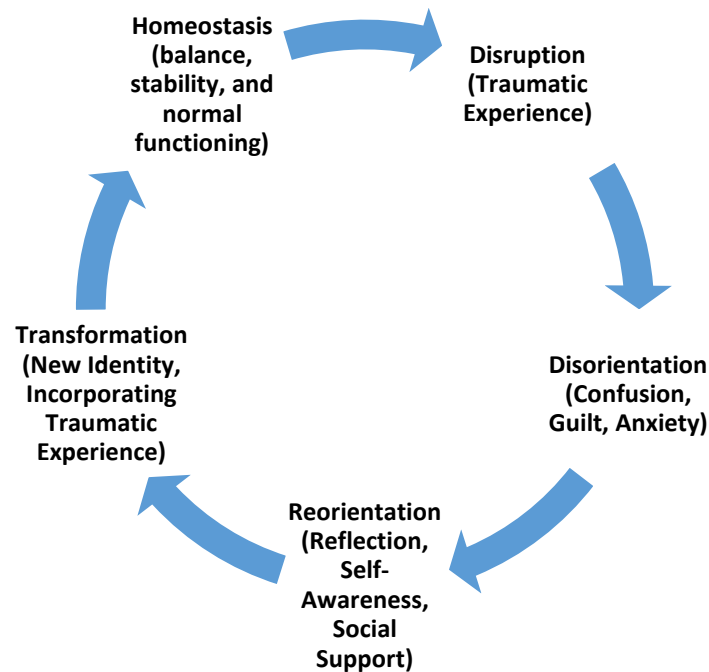 Homeostasis
(balance,
stability, and
normal
functioning)
Disruption
(Traumatic
Experience)
Disorientation
(Confusion,
Guilt, Anxiety)
Reorientation
(Reflection,
Self-
Awareness,
Social
Support)
Transformation
(New Identity,
Incorporating
Traumatic
Experience)